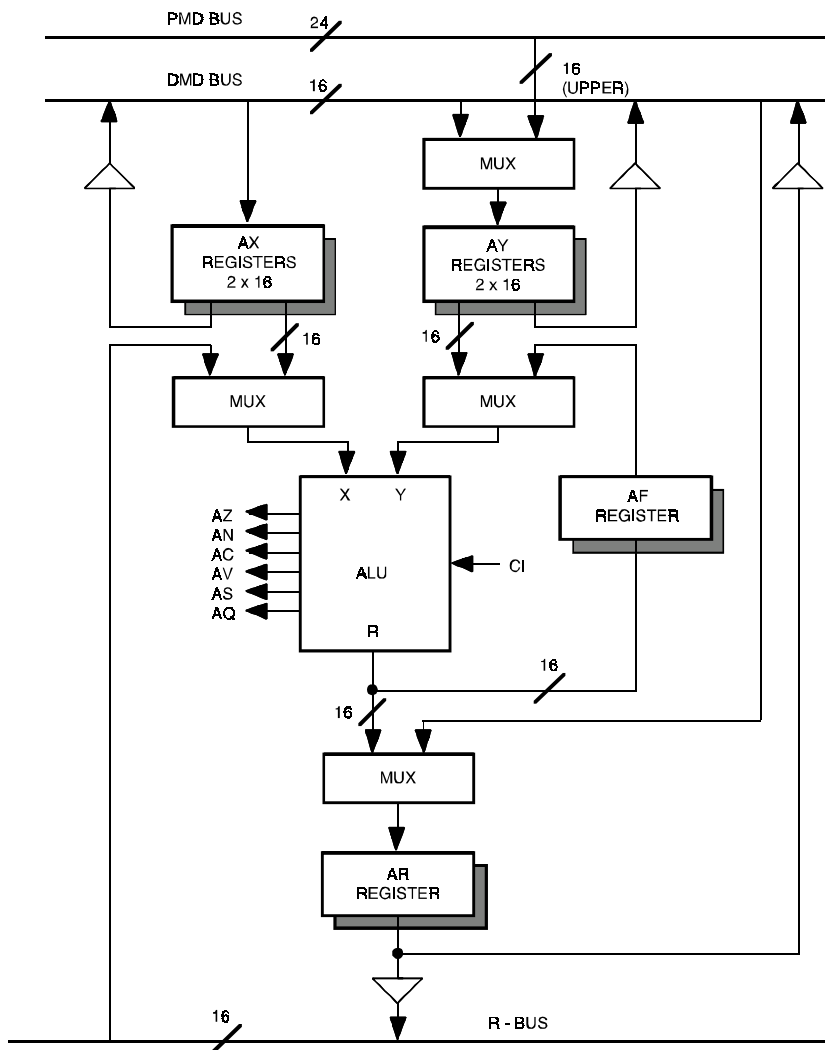 PMD BUS
24
DMD BUS
16
16
(UPPER)
MUX
AX
REGISTERS
2 x 16
AY
REGISTERS
2 x 16
16
16
MUX
MUX
X
Y
AF
REGISTER
AZ
AN
AC
AV
AS
AQ
ALU
CI
R
16
16
MUX
AR
REGISTER
16
R - BUS